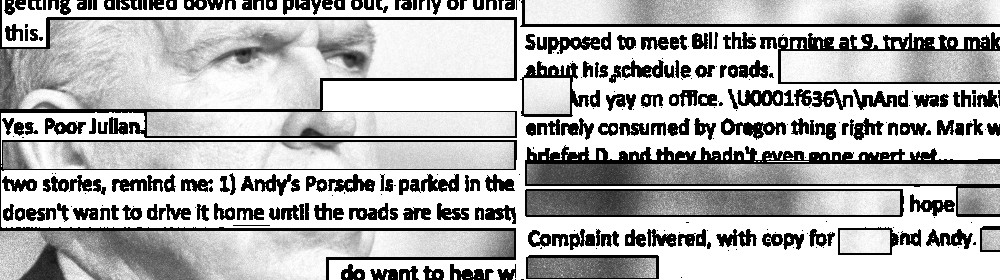 getting all distilled down and played out, fairly or unfai
this.
Yes. Poor Julian.
two stories, remind me: 1) Andy's Porsche is parked in the
doesn't want to drive it home until the roads are less nasty
do want to hear w
Supposed to meet Bill this morning at 9. trying to mak
about his schedule or roads.
And yay on office. \U0001f636\n\nAnd was think
entirely consumed by Oregon thing right now. Mark w
briefed D. and they hadn't even gone overt yet...
hope
Complaint delivered, with copy for and Andy.